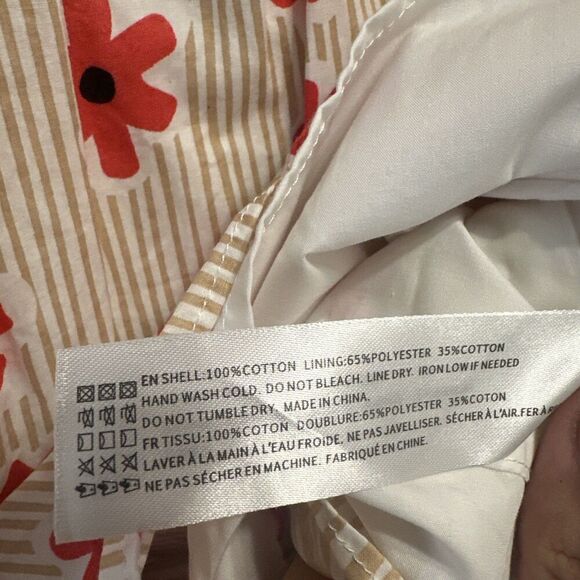 EN SHELL:100%COTTON LINING:65%POLYESTER 35%COTTON
HAND WASH COLD. DO NOT BLEACH. LINE DRY. IRON LOW IF NEEDED
DO NOT TUMBLE DRY. MADE IN CHINA.
FR TISSU:100%COTON DOUBLURE:65%POLYESTER 35%COTON
LAVER À LA MAIN À L'EAU FROIDE, NE PAS JAVELLISER. SÉCHER À L'AIR.FER À
NE PAS SÉCHER EN MACHINE. FABRIQUÉ EN CHINE.